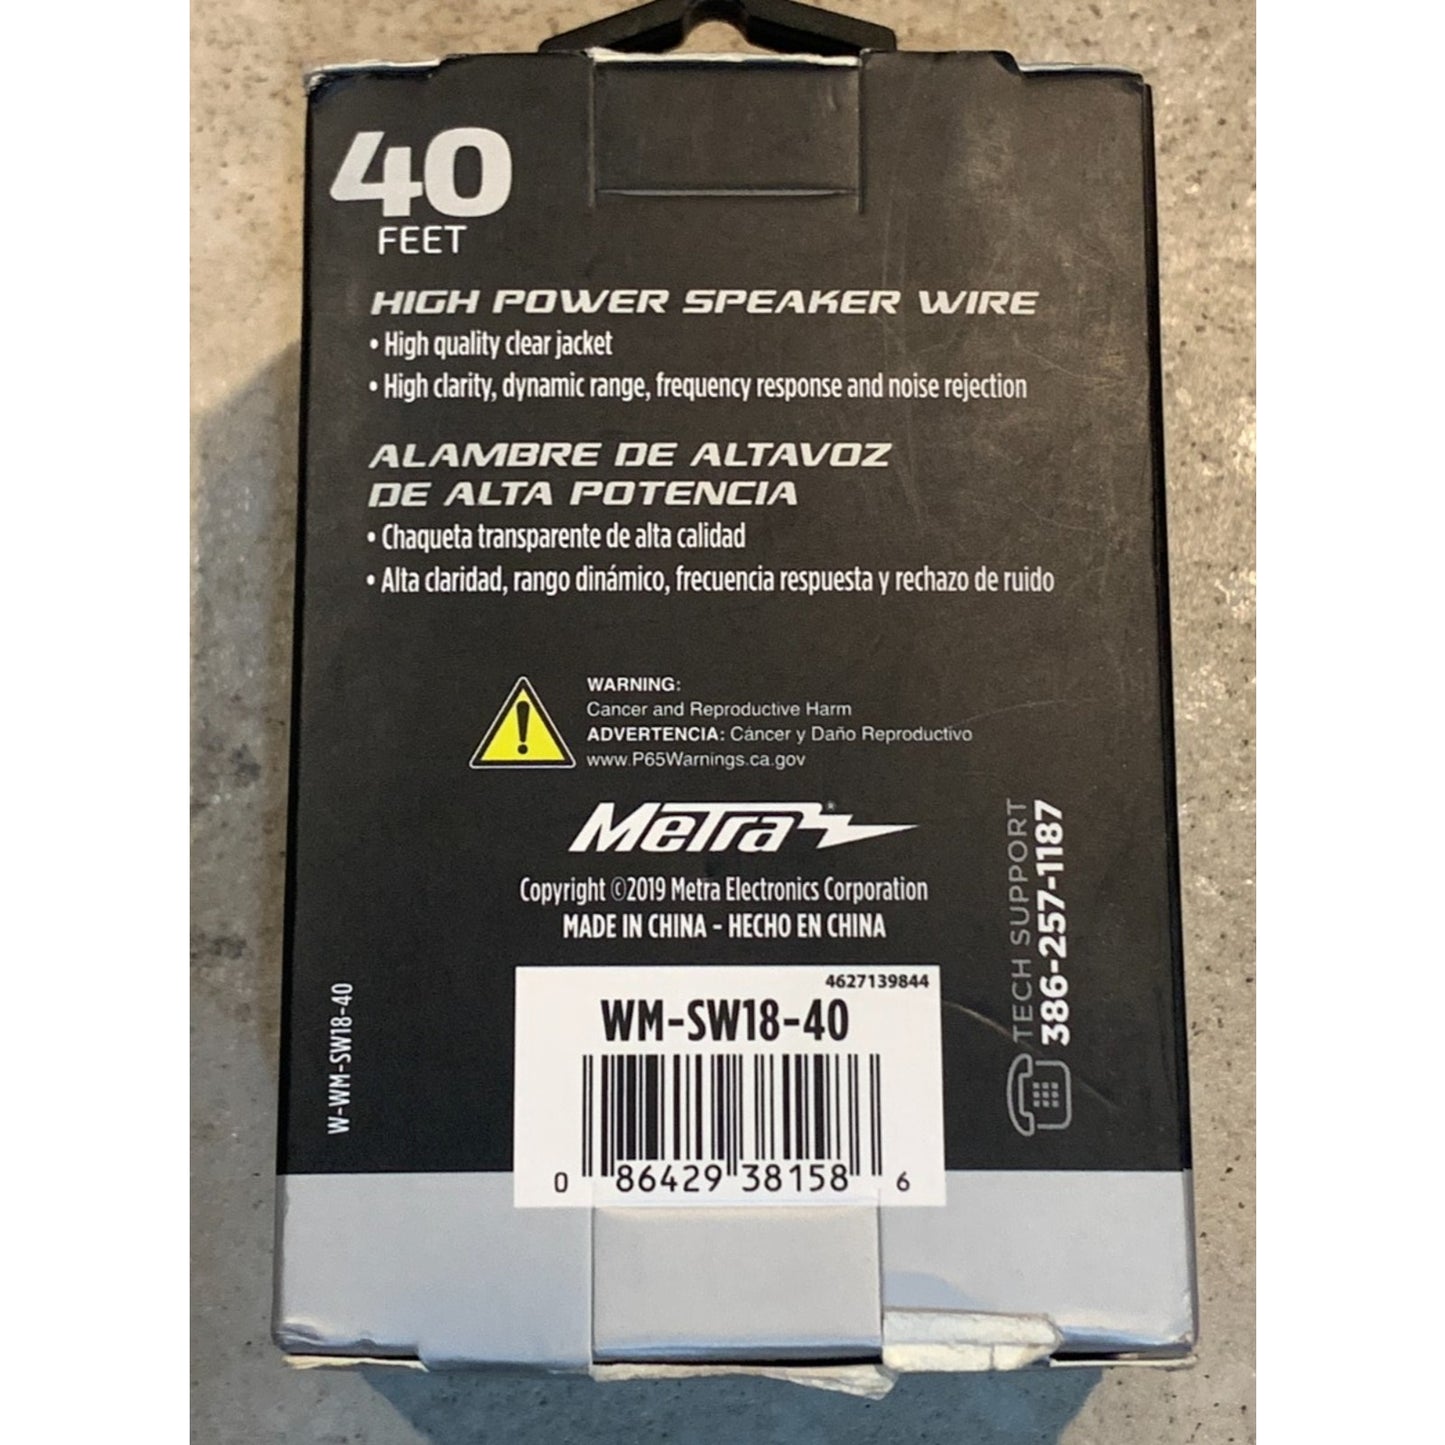 40
FEET
HIGH POWER SPEAKER WIRE
• High quality clear jacket
• High clarity, dynamic range, frequency response and noise rejection
ALAMBRE DE ALTAVOZ
DE ALTA POTENCIA
• Chaqueta transparente de alta calidad
• Alta claridad, rango dinámico, frecuencia respuesta y rechazo de ruido
WARNING:
Cancer and Reproductive Harm
ADVERTENCIA: Cáncer y Daño Reproductivo
www.P65Warnings.ca.gov
Metra®
Copyright ©2019 Metra Electronics Corporation
MADE IN CHINA - HECHO EN CHINA
TECH SUPPORT
386-257-1187
W-WM-SW18-40
4627139844
WM-SW18-40
0 86429 38158 6